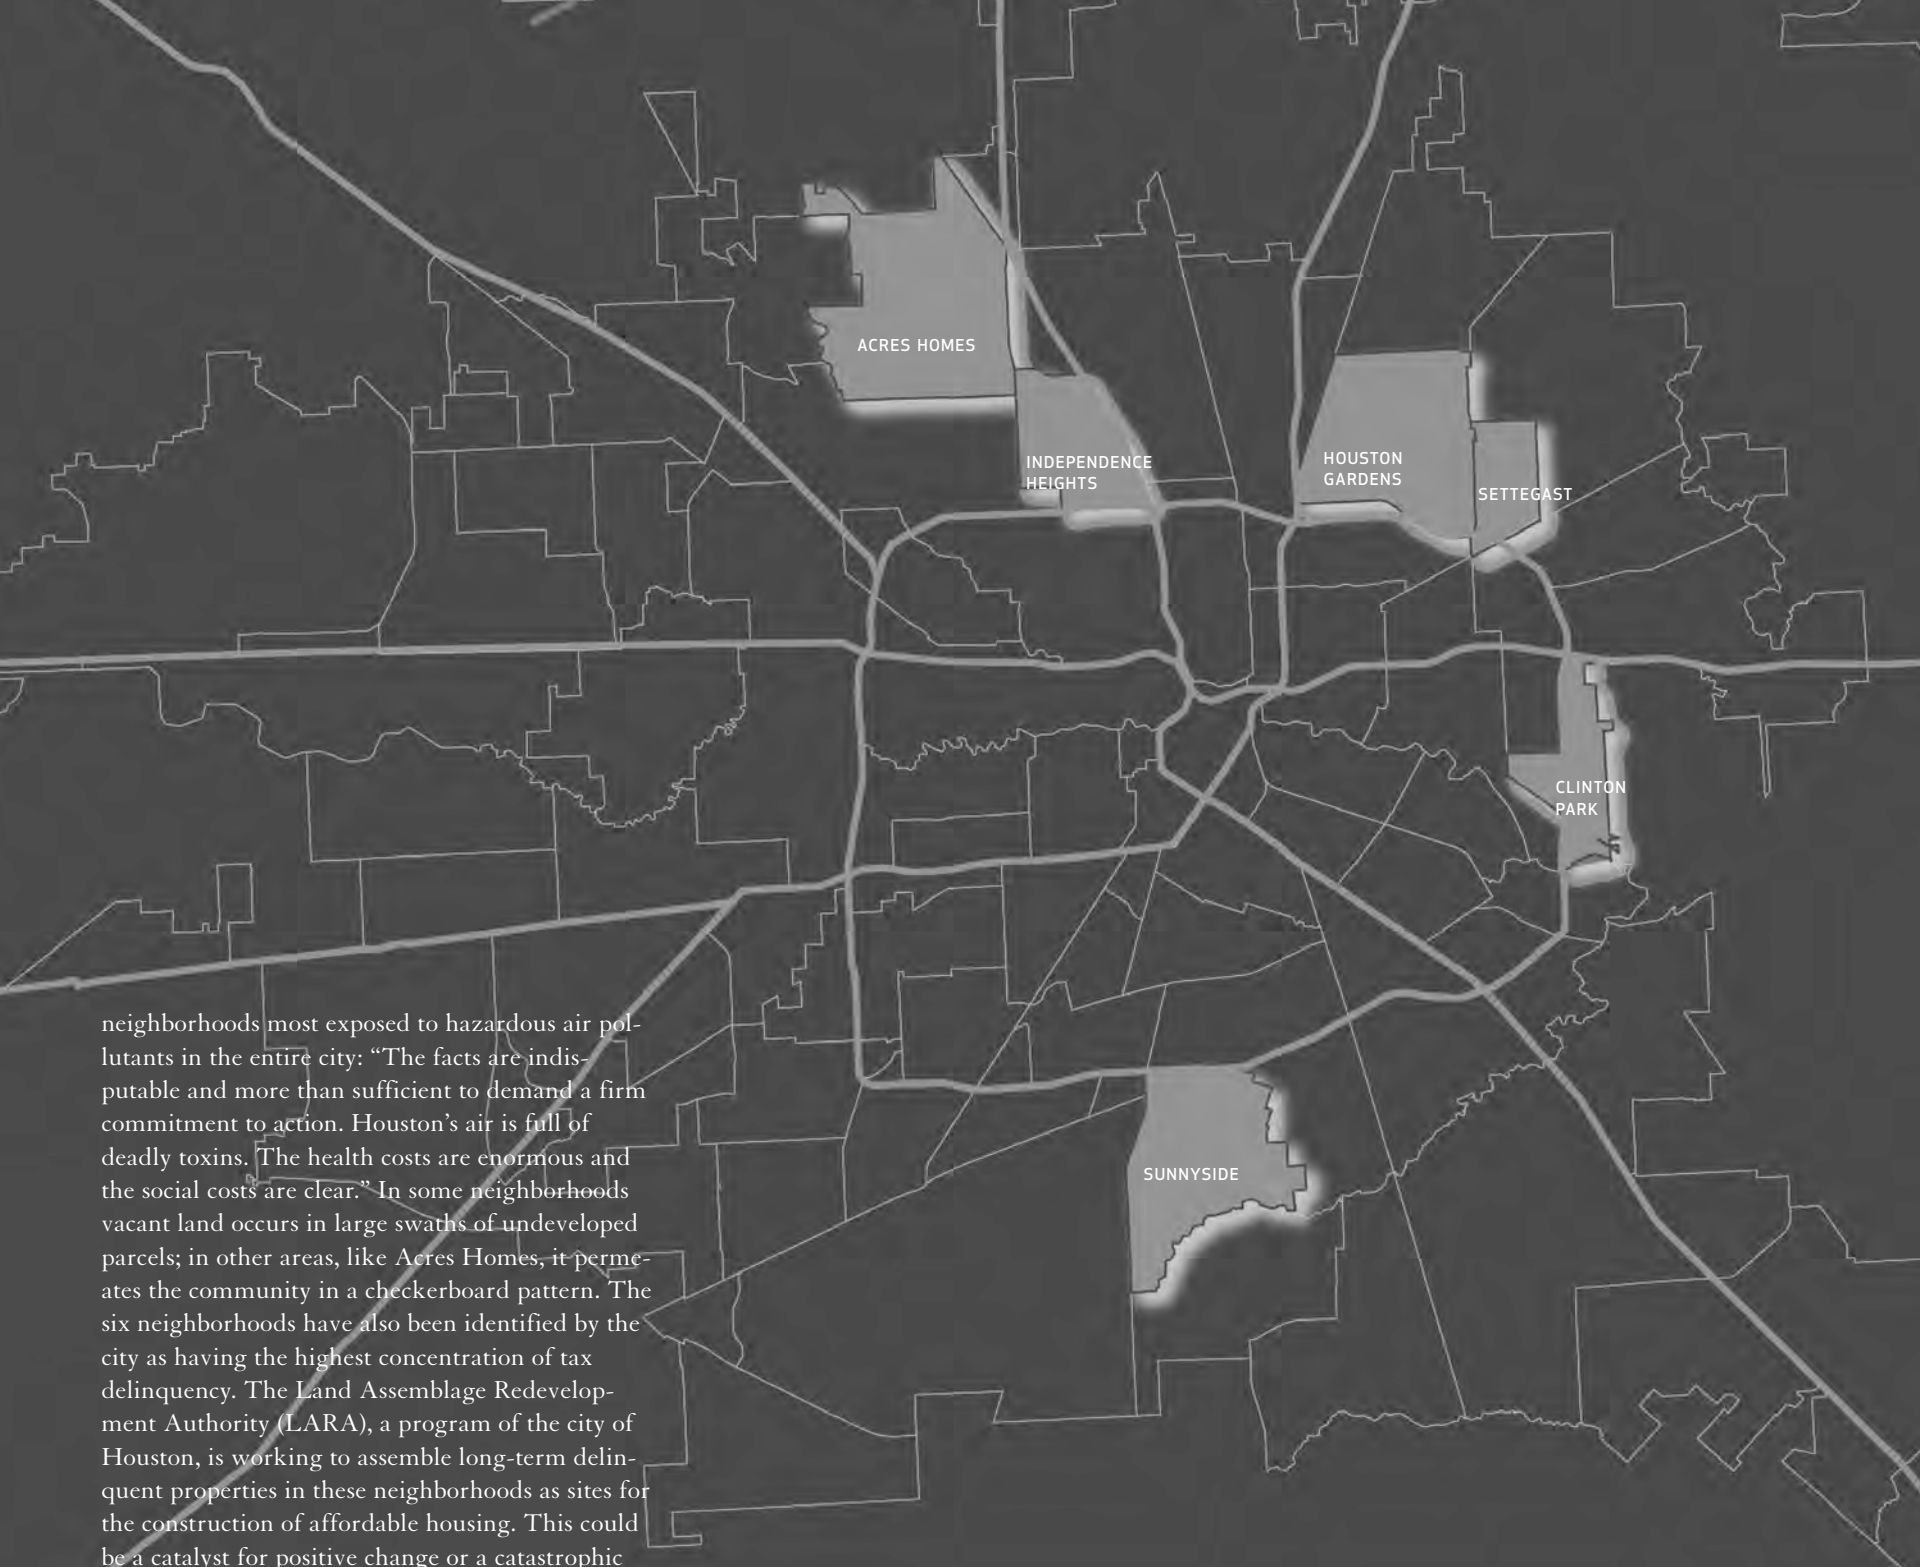 ACRES HOMES
INDEPENDENCE
HEIGHTS
HOUSTON
GARDENS
SETTEGAST
CLINTON
PARK
SUNNYSIDE
neighborhoods most exposed to hazardous air pol-
lutants in the entire city: “The facts are indis-
putable and more than sufficient to demand a firm
commitment to action. Houston’s air is full of
deadly toxins. The health costs are enormous and
the social costs are clear.” In some neighborhoods
vacant land occurs in large swaths of undeveloped
parcels; in other areas, like Acres Homes, it perme-
ates the community in a checkerboard pattern. The
six neighborhoods have also been identified by the
city as having the highest concentration of tax
delinquency. The Land Assemblage Redevelop-
ment Authority (LARA), a program of the city of
Houston, is working to assemble long-term delin-
quent properties in these neighborhoods as sites for
the construction of affordable housing. This could
be a catalyst for positive change or a catastrophic